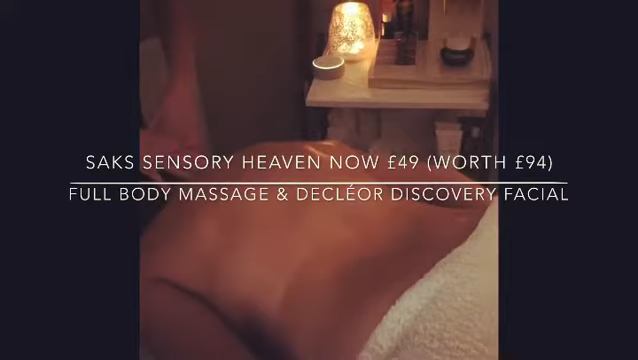 SAKS SENSORY HEAVEN NOW £49 (WORTH £94)
FULL BODY MASSAGE & DECLÉOR DISCOVERY FACIAL